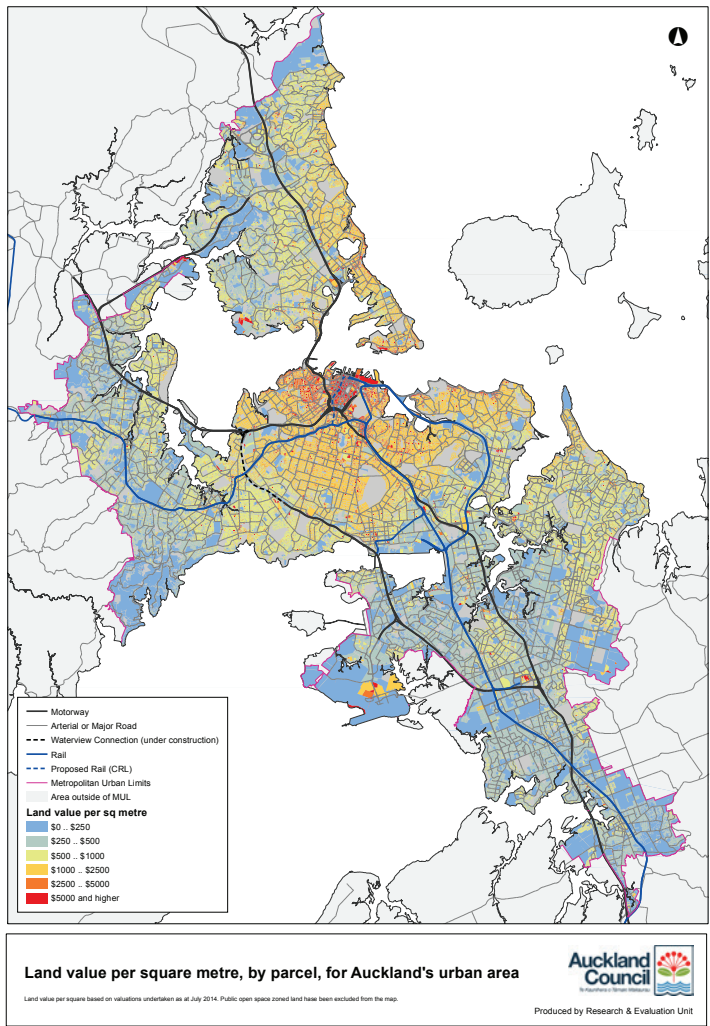 Motorway
Arterial or Major Road
Waterview Connection (under construction)
Rail
Proposed Rail (CRL)
Metropolitan Urban Limits
Area outside of MUL
Land value per sq metre
$0 .. $250
$250 .. $500
$500 .. $1000
$1000 .. $2500
$2500 .. $5000
$5000 and higher
Land value per square metre, by parcel, for Auckland's urban area
Land value per square based on valuations undertaken as at July 2014. Public open space zoned land hase been excluded from the map.
Auckland
Council
Te Kaunihera o Tāmaki Makaurau
Produced by Research & Evaluation Unit